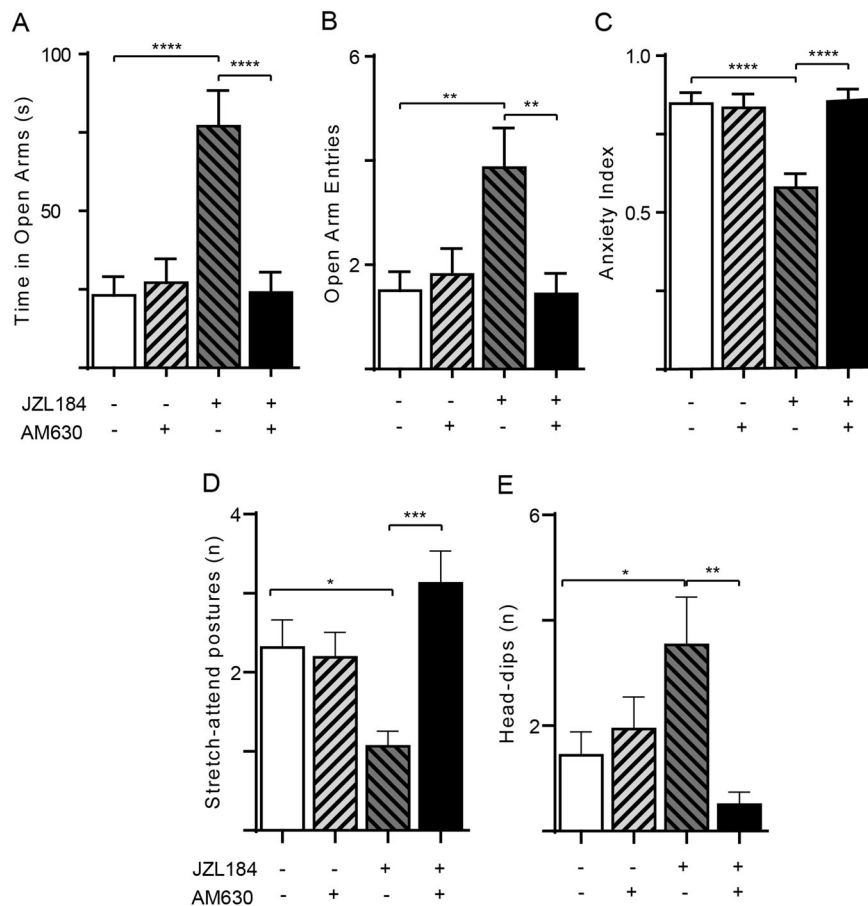 A
Time in Open Arms (s)
100
50
****
****
B
Open Arm Entries
6
2
**
**
C
Anxiety Index
1.0
0.5
0
****
****
JZL184 - - + +
AM630 - + - +
- - + +
- + - +
- - + +
- + - +
D
Stretch-attend postures (n)
4
2
*
***
E
Head-dips (n)
6
2
*
**
JZL184 - - + +
AM630 - + - +
- - + +
- + - +